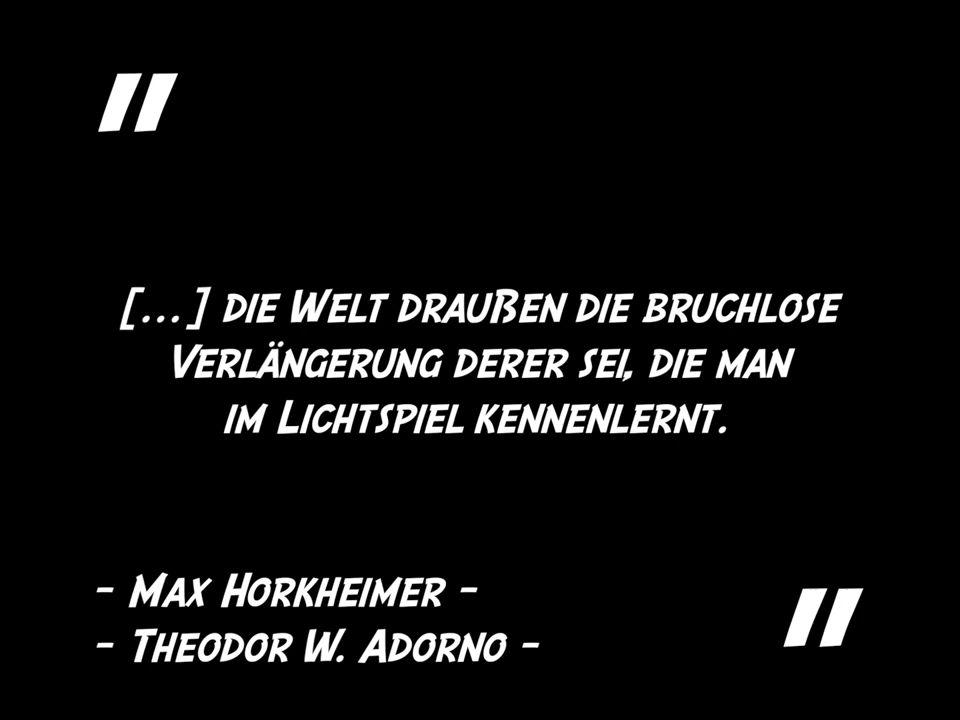 "
[...] die Welt draußen die bruchlose
Verlängerung derer sei, die man
im Lichtspiel kennenlernt.
- Max Horkheimer -
- Theodor W. Adorno -
"